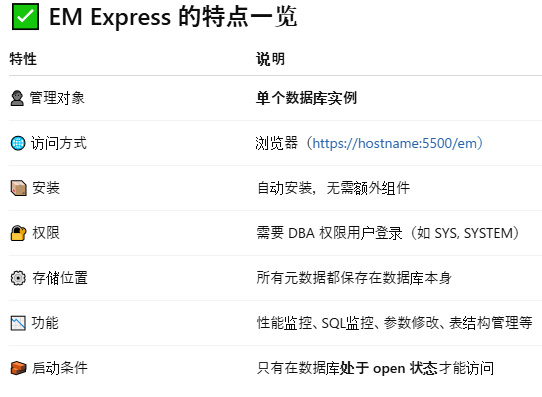 EM Express 的特点一览
特性 说明
管理对象 单个数据库实例
访问方式 浏览器（https://hostname:5500/em）
安装 自动安装，无需额外组件
权限 需要 DBA 权限用户登录（如 SYS, SYSTEM）
存储位置 所有元数据都保存在数据库本身
功能 性能监控、SQL监控、参数修改、表结构管理等
启动条件 只有在数据库处于 open 状态才能访问